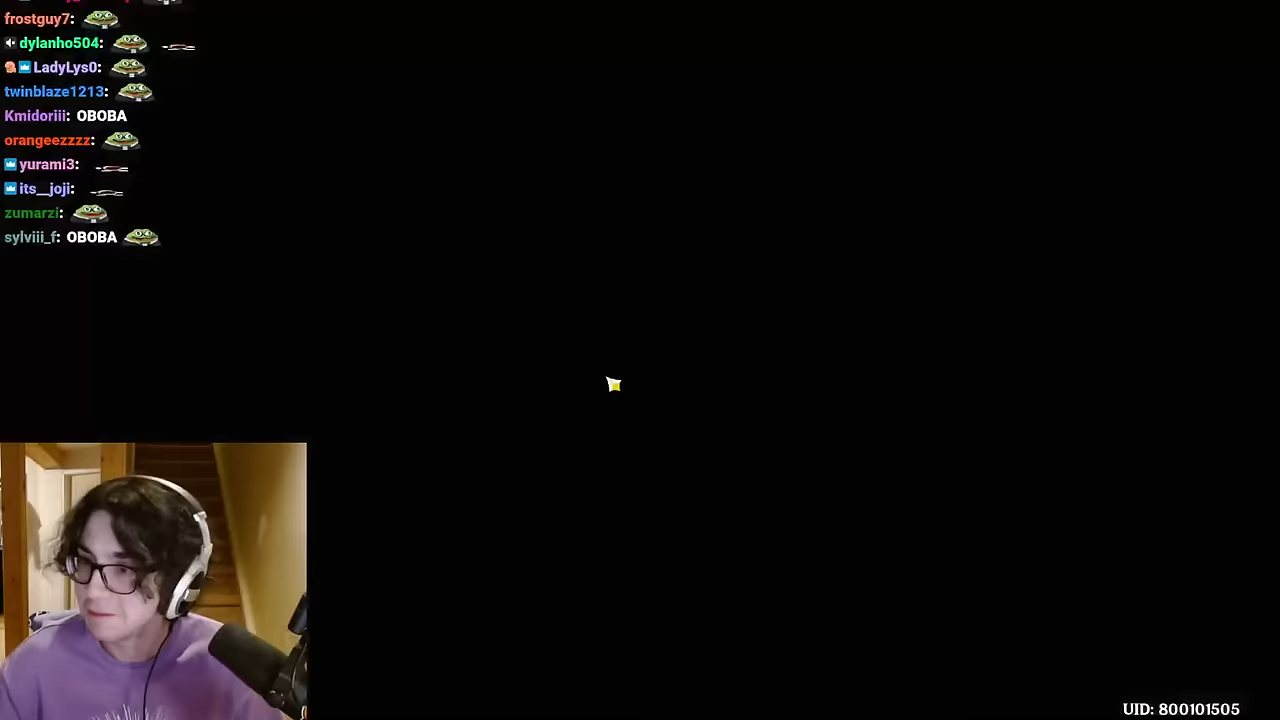 frostguy7:
dylanho504:
LadyLys0:
twinblaze1213:
Kmidoriii: OBOBA
orangeezzzz:
yurami3:
its__joji:
zumarzi:
sylviii_f: OBOBA
UID: 800101505